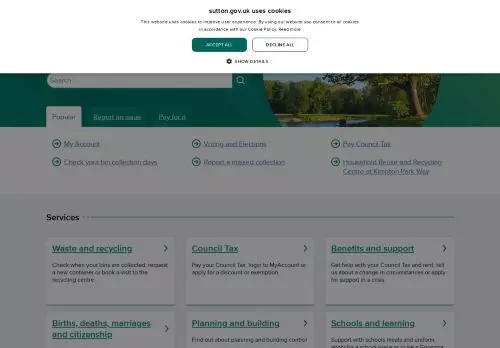 sutton.gov.uk uses cookies
This website uses cookies to improve user experience. By using our website you consent to all cookies
in accordance with our Cookie Policy. Read more
ACCEPT ALL
DECLINE ALL
SHOW DETAILS
Search
Popular
Report an issue
Pay for it
My Account
Voting and Elections
Pay Council Tax
Check your bin collection days
Report a missed collection
Household Reuse and Recycling
Centre at Kimpton Park Way
Services
Waste and recycling
Check when your bins are collected, request
a new container or book a visit to the
recycling centre
Council Tax
Pay your Council Tax, login to MyAccount or
apply for a discount or exemption
Benefits and support
Get help with your Council Tax and rent, tell
us about a change in circumstances or apply
for support in a crisis
Births, deaths, marriages
and citizenship
Planning and building
Find out about planning and building control
Schools and learning
Support with schools meals and uniform,
apply for a school place or to be a Governor